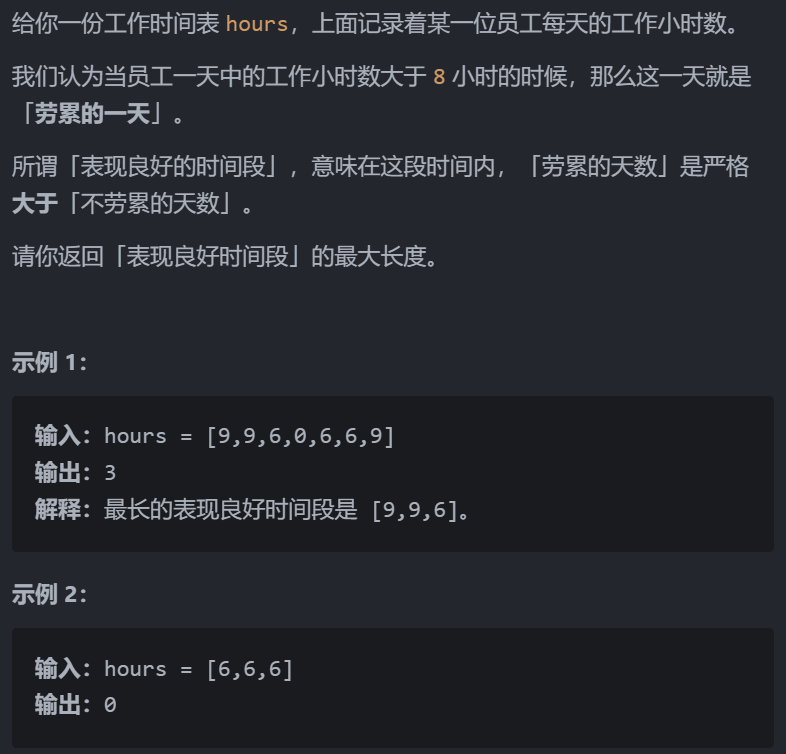 给你一份工作时间表 hours，上面记录着某一位员工每天的工作小时数。
我们认为当员工一天中的工作小时数大于 8 小时的时候，那么这一天就是
「劳累的一天」。
所谓「表现良好的时间段」，意味在这段时间内，「劳累的天数」是严格
大于「不劳累的天数」。
请你返回「表现良好时间段」的最大长度。
示例 1：
输入：hours = [9,9,6,0,6,6,9]
输出：3
解释：最长的表现良好时间段是 [9,9,6]。
示例 2：
输入：hours = [6,6,6]
输出：0